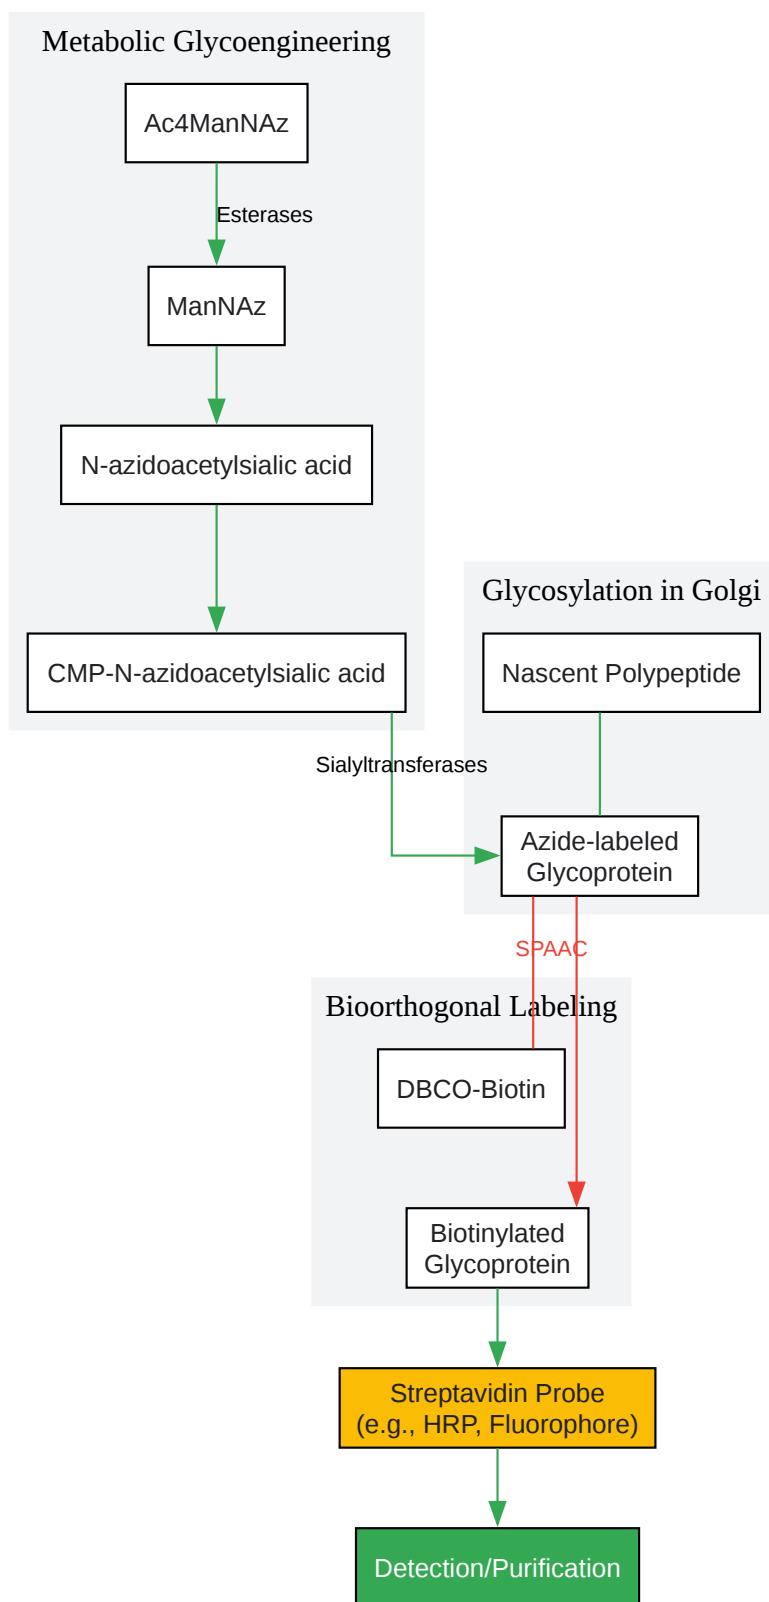 Metabolic Glycoengineering
Ac4ManNAz
Esterases
ManNAz
N-azidoacetylsialic acid
CMP-N-azidoacetylsialic acid
Glycosylation in Golgi
Nascent Polypeptide
Sialyltransferases
Azide-labeled
Glycoprotein
SPAAC
Bioorthogonal Labeling
DBCO-Biotin
Biotinylated
Glycoprotein
Streptavidin Probe
(e.g., HRP, Fluorophore)
Detection/Purification